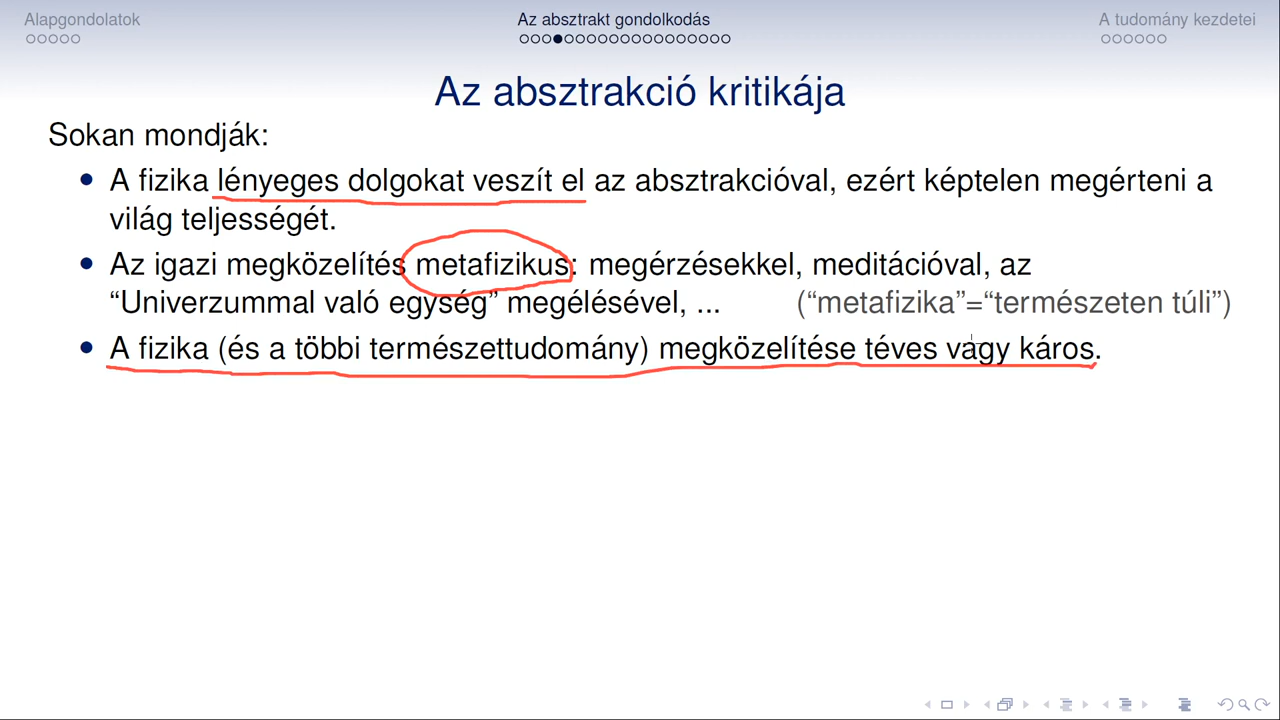 Alapgondolatok
Az absztrakt gondolkodás
A tudomány kezdetei
Az absztrakció kritikája
Sokan mondják:
A fizika lényeges dolgokat veszít el az absztrakcióval, ezért képtelen megérteni a
világ teljességét.
Az igazi megközelítés metafizikus: megérzésekkel, meditációval, az
“Univerzummal való egység” megélésével, ... (“metafizika”=“természeten túli”)
A fizika (és a többi természettudomány) megközelítése téves vagy káros.